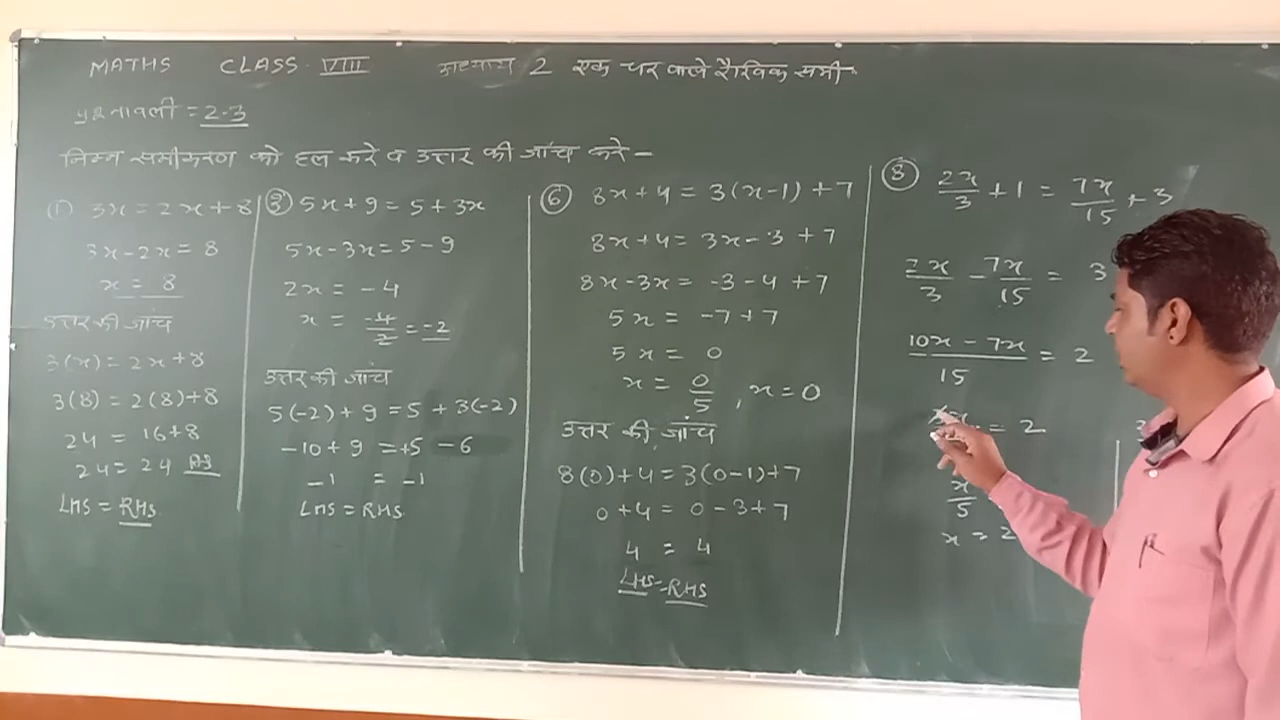 MATHS CLASS VIII अध्याय 2 एक चर वाले रैखिक समी.
प्रश्नावली = 2.3
निम्न समीकरण को हल करे व उत्तर की जांच करे -
(1) 3x = 2x + 8
3x - 2x = 8
x = 8
उत्तर की जांच
3(x) = 2x + 8
3(8) = 2(8) + 8
24 = 16 + 8
24 = 24
LHS = RHS
5x + 9 = 5 + 3x
5x - 3x = 5 - 9
2x = -4
x = -4/2 = -2
उत्तर की जांच
5(-2) + 9 = 5 + 3(-2)
-10 + 9 = +5 - 6
-1 = -1
LHS = RHS
(6) 8x + 4 = 3(x - 1) + 7
8x + 4 = 3x - 3 + 7
8x - 3x = -3 - 4 + 7
5x = -7 + 7
5x = 0
x = 0/5 , x = 0
उत्तर की जांच
8(0) + 4 = 3(0 - 1) + 7
0 + 4 = 0 - 3 + 7
4 = 4
LHS = RHS
(8) 2x/3 + 1 = 7x/15 + 3
2x/3 - 7x/15 = 3
10x - 7x/15 = 2
= 2
x/5
x = 2